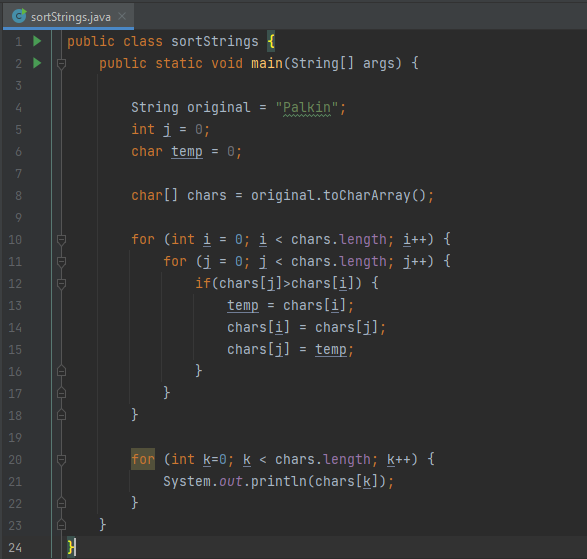 sortStrings.java
1 public class sortStrings {
2     public static void main(String[] args) {
3
4         String original = "Palkin";
5         int j = 0;
6         char temp = 0;
7
8         char[] chars = original.toCharArray();
9
10         for (int i = 0; i < chars.length; i++) {
11             for (j = 0; j < chars.length; j++) {
12                 if(chars[j]>chars[i]) {
13                     temp = chars[i];
14                     chars[i] = chars[j];
15                     chars[j] = temp;
16                 }
17             }
18         }
19
20         for (int k=0; k < chars.length; k++) {
21             System.out.println(chars[k]);
22         }
23     }
24 }